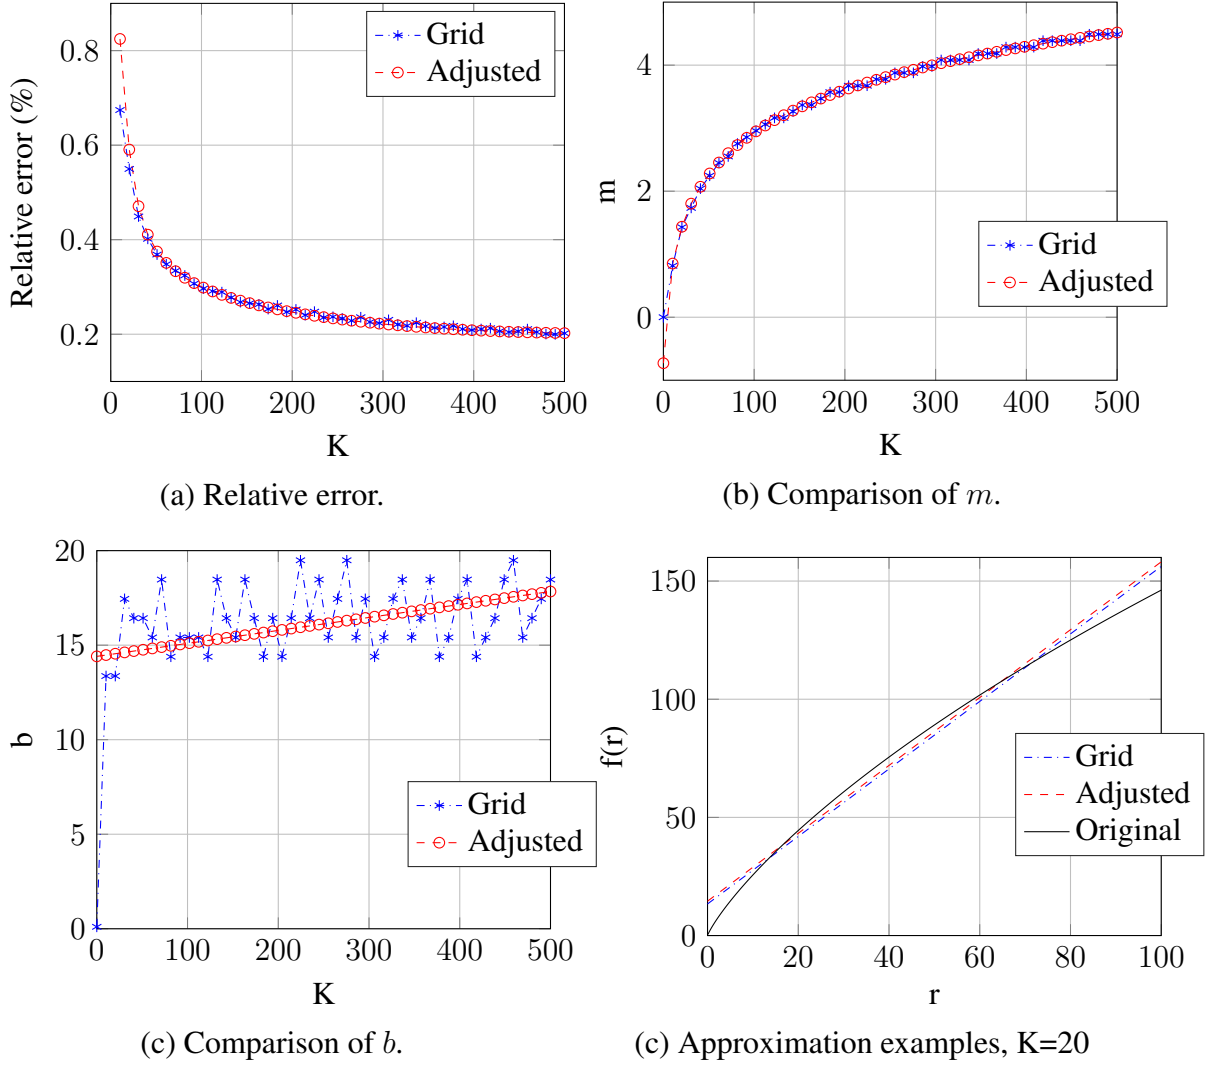 Relative error (%)
0.8
0.6
0.4
0.2
0 100 200 300 400 500
K
Grid
Adjusted
(a) Relative error.
m
4
2
0
0 100 200 300 400 500
K
Grid
Adjusted
(b) Comparison of m.
b
20
15
10
5
0
0 100 200 300 400 500
K
Grid
Adjusted
(c) Comparison of b.
f(r)
150
100
50
0
0 20 40 60 80 100
r
Grid
Adjusted
Original
(c) Approximation examples, K=20